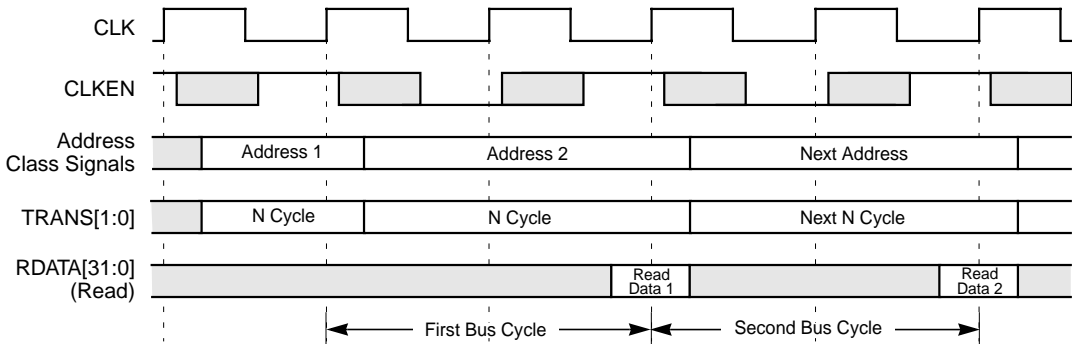 CLK
CLKEN
Address
Class Signals
Address 1
Address 2
Next Address
TRANS[1:0]
N Cycle
N Cycle
Next N Cycle
RDATA[31:0]
(Read)
Read
Data 1
Read
Data 2
First Bus Cycle
Second Bus Cycle